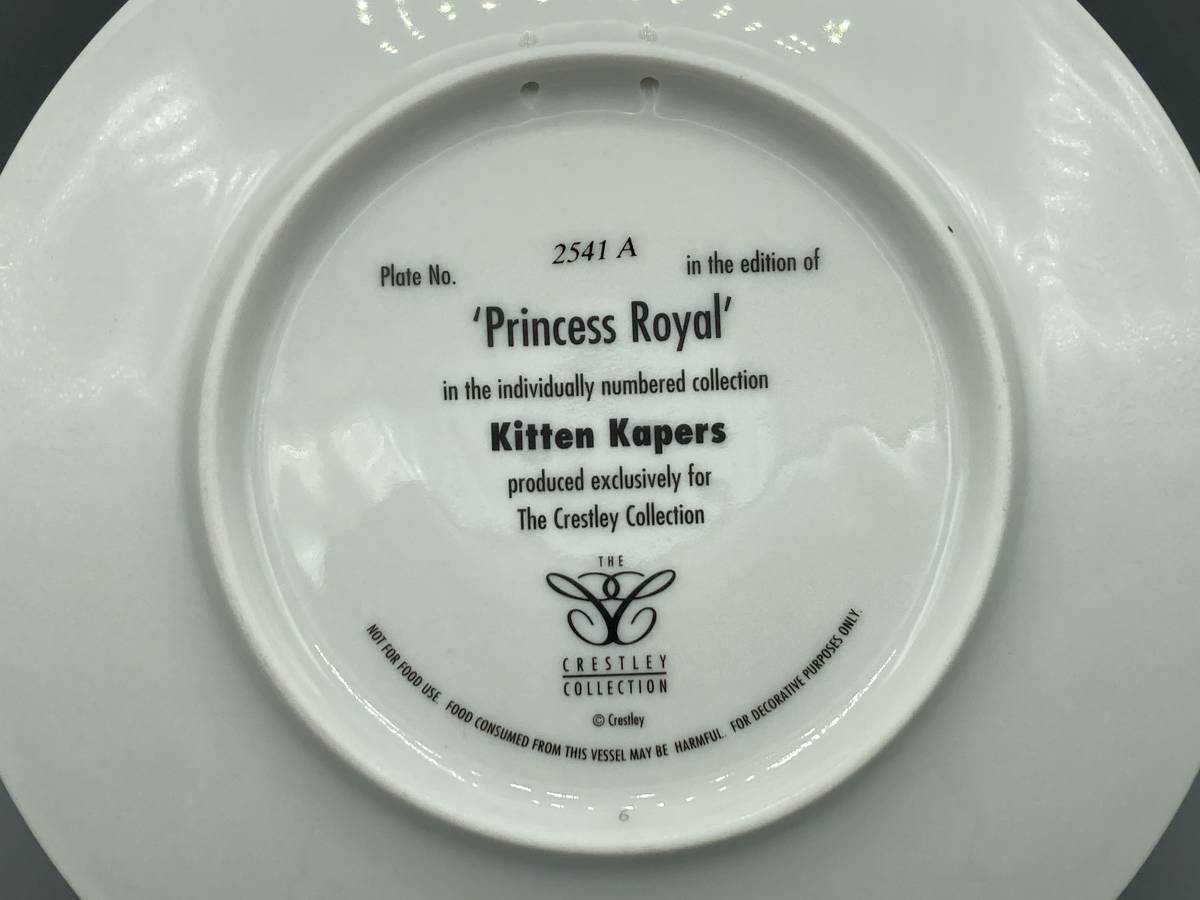 Plate No. 2541 A in the edition of
'Princess Royal'
in the individually numbered collection
Kitten Kapers
produced exclusively for
The Crestley Collection
THE
CRESTLEY
COLLECTION
© Crestley
NOT FOR FOOD USE. FOOD CONSUMED FROM THIS VESSEL MAY BE HARMFUL. FOR DECORATIVE PURPOSES ONLY.
6